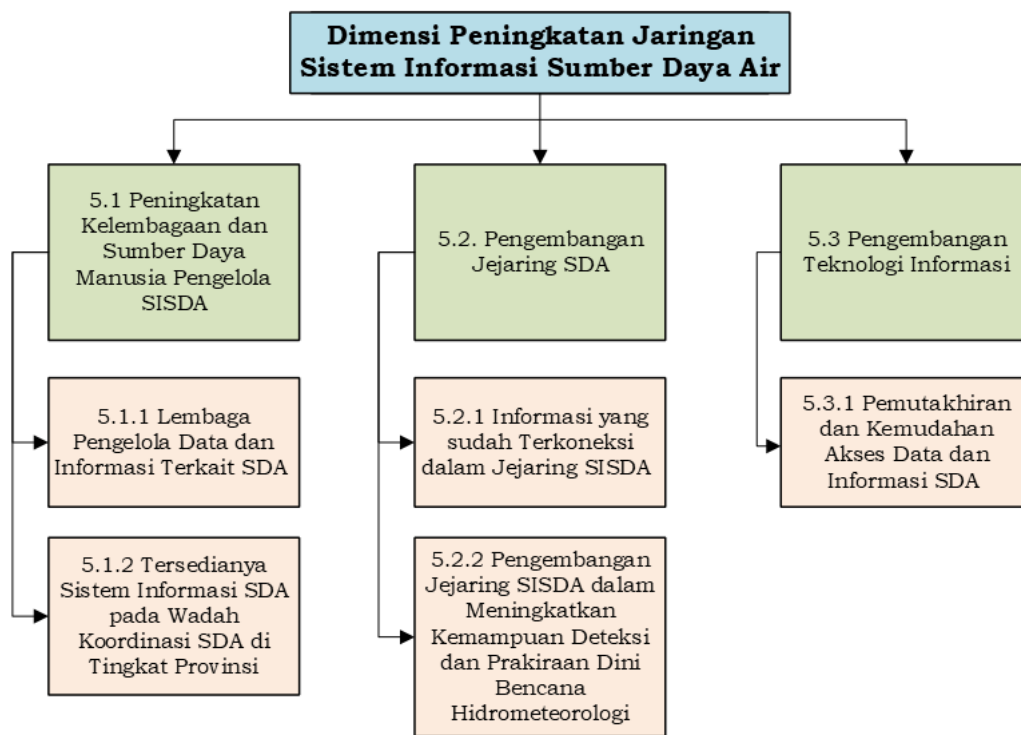 Dimensi Peningkatan Jaringan
Sistem Informasi Sumber Daya Air
5.1 Peningkatan
Kelembagaan dan
Sumber Daya
Manusia Pengelola
SISDA
5.1.1 Lembaga
Pengelola Data dan
Informasi Terkait SDA
5.1.2 Tersedianya
Sistem Informasi SDA
pada Wadah
Koordinasi SDA di
Tingkat Provinsi
5.2. Pengembangan
Jejaring SDA
5.2.1 Informasi yang
sudah Terkoneksi
dalam Jejaring SISDA
5.2.2 Pengembangan
Jejaring SISDA dalam
Meningkatkan
Kemampuan Deteksi
dan Prakiraan Dini
Bencana
Hidrometeorologi
5.3 Pengembangan
Teknologi Informasi
5.3.1 Pemutakhiran
dan Kemudahan
Akses Data dan
Informasi SDA